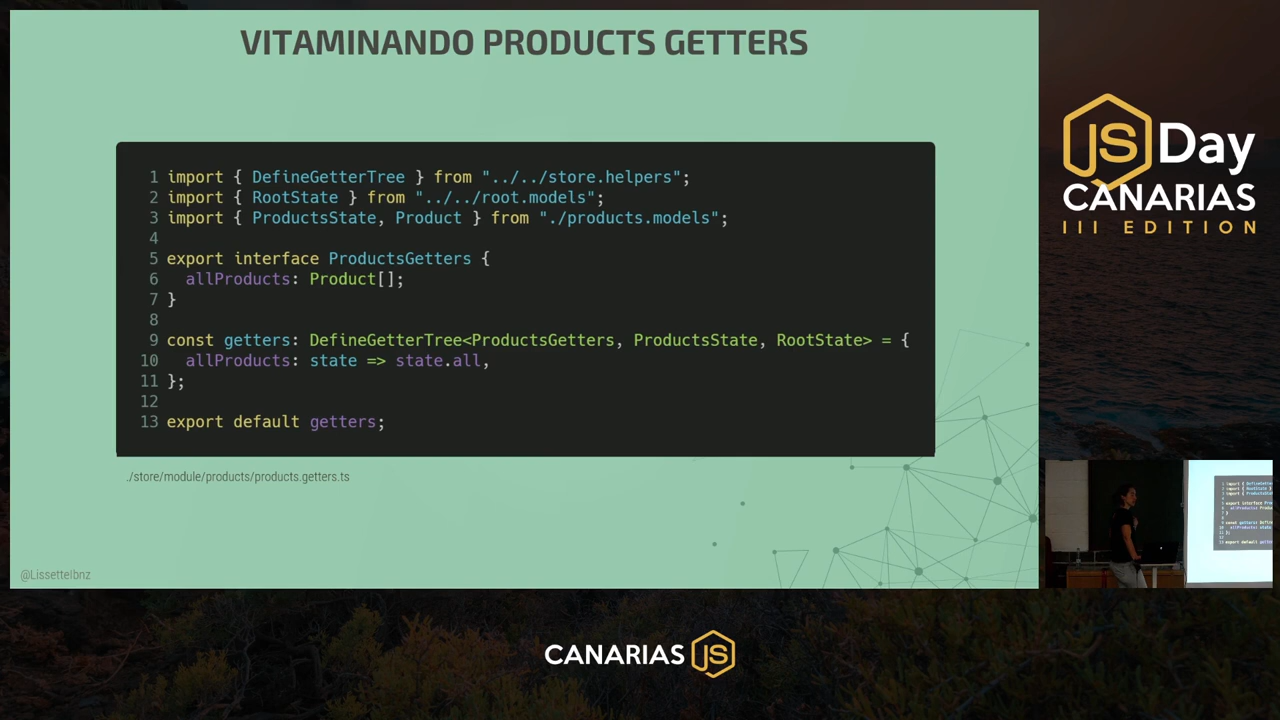 VITAMINANDO PRODUCTS GETTERS
1 import { DefineGetterTree } from "../../store.helpers";
2 import { RootState } from "../../root.models";
3 import { ProductsState, Product } from "./products.models";
4
5 export interface ProductsGetters {
6   allProducts: Product[];
7 }
8
9 const getters: DefineGetterTree<ProductsGetters, ProductsState, RootState> = {
10   allProducts: state => state.all,
11 };
12
13 export default getters;
./store/module/products/products.getters.ts
@Lissettelbnz
JS Day
CANARIAS
III EDITION
CANARIAS JS